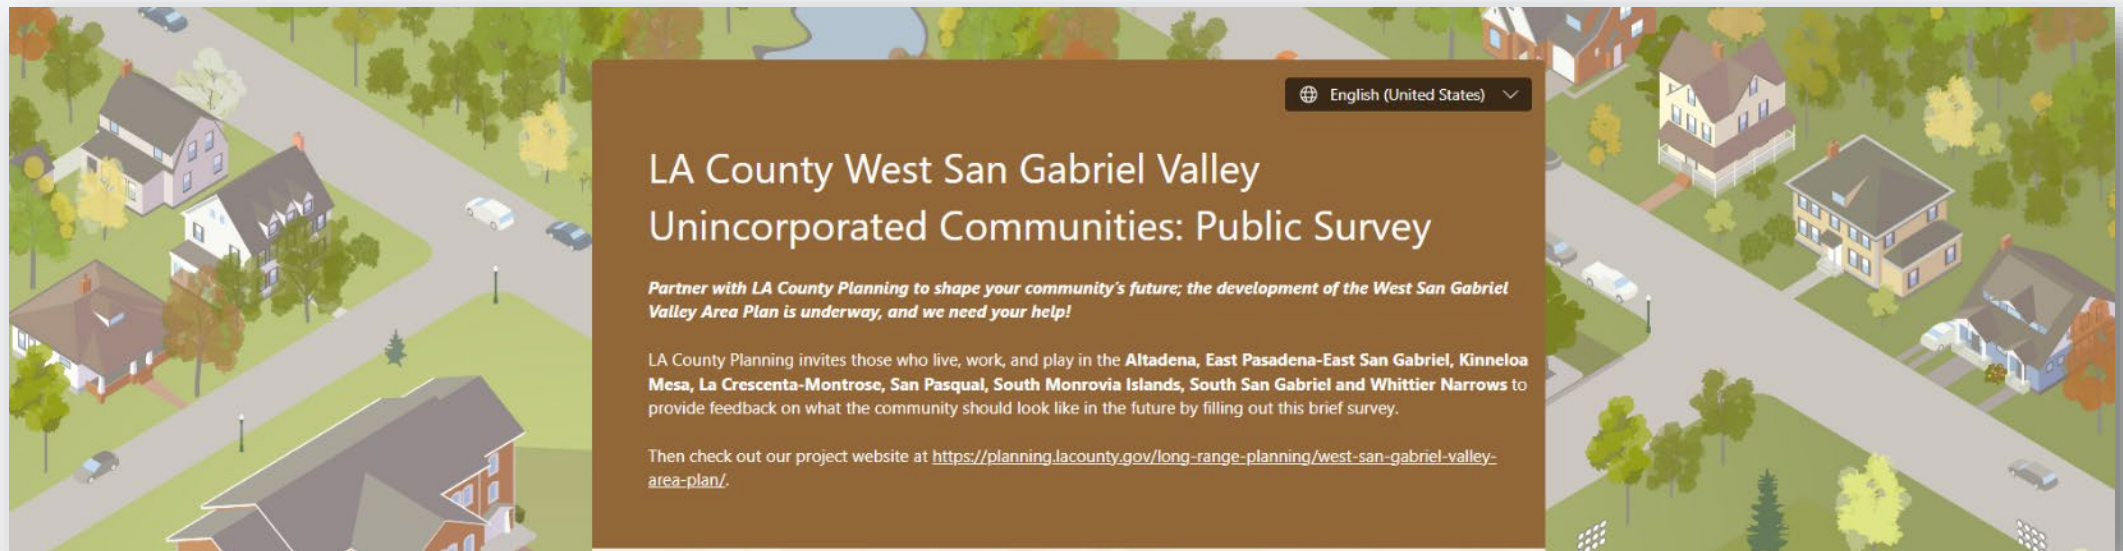 English (United States)
LA County West San Gabriel Valley
Unincorporated Communities: Public Survey
Partner with LA County Planning to shape your community's future; the development of the West San Gabriel
Valley Area Plan is underway, and we need your help!
LA County Planning invites those who live, work, and play in the Altadena, East Pasadena-East San Gabriel, Kinneloa
Mesa, La Crescenta-Montrose, San Pasqual, South Monrovia Islands, South San Gabriel and Whittier Narrows to
provide feedback on what the community should look like in the future by filling out this brief survey.
Then check out our project website at https://planning.lacounty.gov/long-range-planning/west-san-gabriel-valley-
area-plan/.